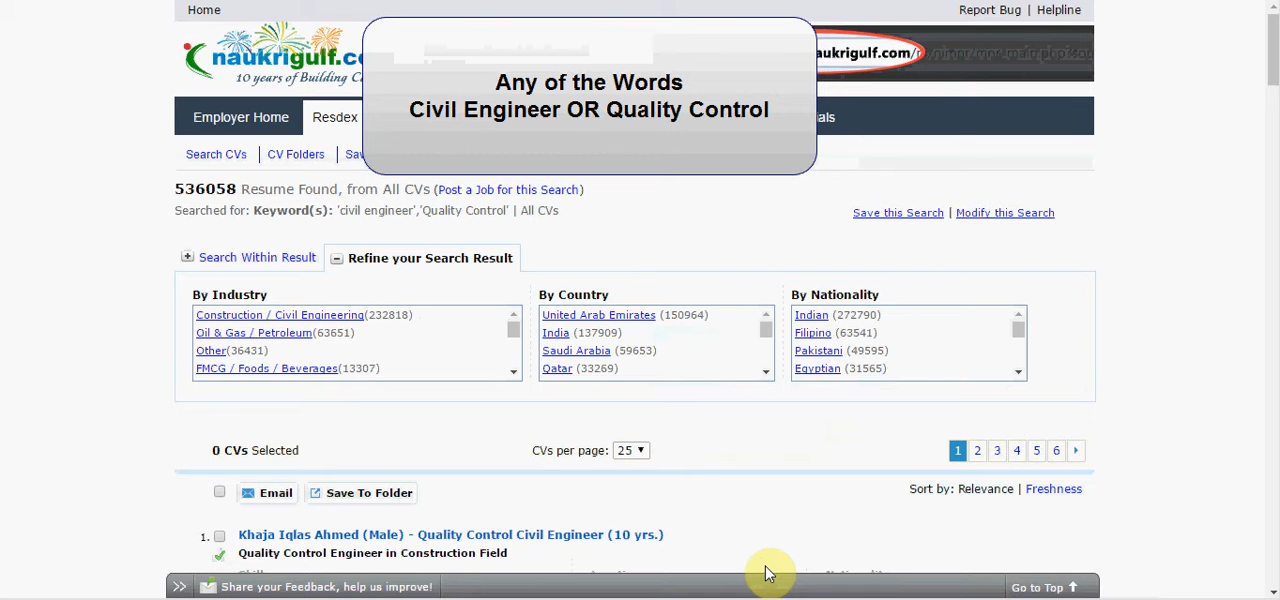 Home
Report Bug | Helpline
naukrigulf.co
10 years of Building C
Any of the Words
Civil Engineer OR Quality Control
aukrigulf.com/
Employer Home
Resdex
als
Search CVs
CV Folders
Sav
536058 Resume Found, from All CVs (Post a Job for this Search)
Searched for: Keyword(s): 'civil engineer','Quality Control' | All CVs
Save this Search | Modify this Search
Search Within Result
Refine your Search Result
By Industry
Construction / Civil Engineering(232818)
Oil & Gas / Petroleum(63651)
Other(36431)
FMCG / Foods / Beverages(13307)
By Country
United Arab Emirates (150964)
India (137909)
Saudi Arabia (59653)
Qatar (33269)
By Nationality
Indian (272790)
Filipino (63541)
Pakistani (49595)
Egyptian (31565)
0 CVs Selected
CVs per page: 25
1 2 3 4 5 6
Email
Save To Folder
Sort by: Relevance | Freshness
1. Khaja Iqlas Ahmed (Male) - Quality Control Civil Engineer (10 yrs.)
Quality Control Engineer in Construction Field
Share your Feedback, help us improve!
Go to Top